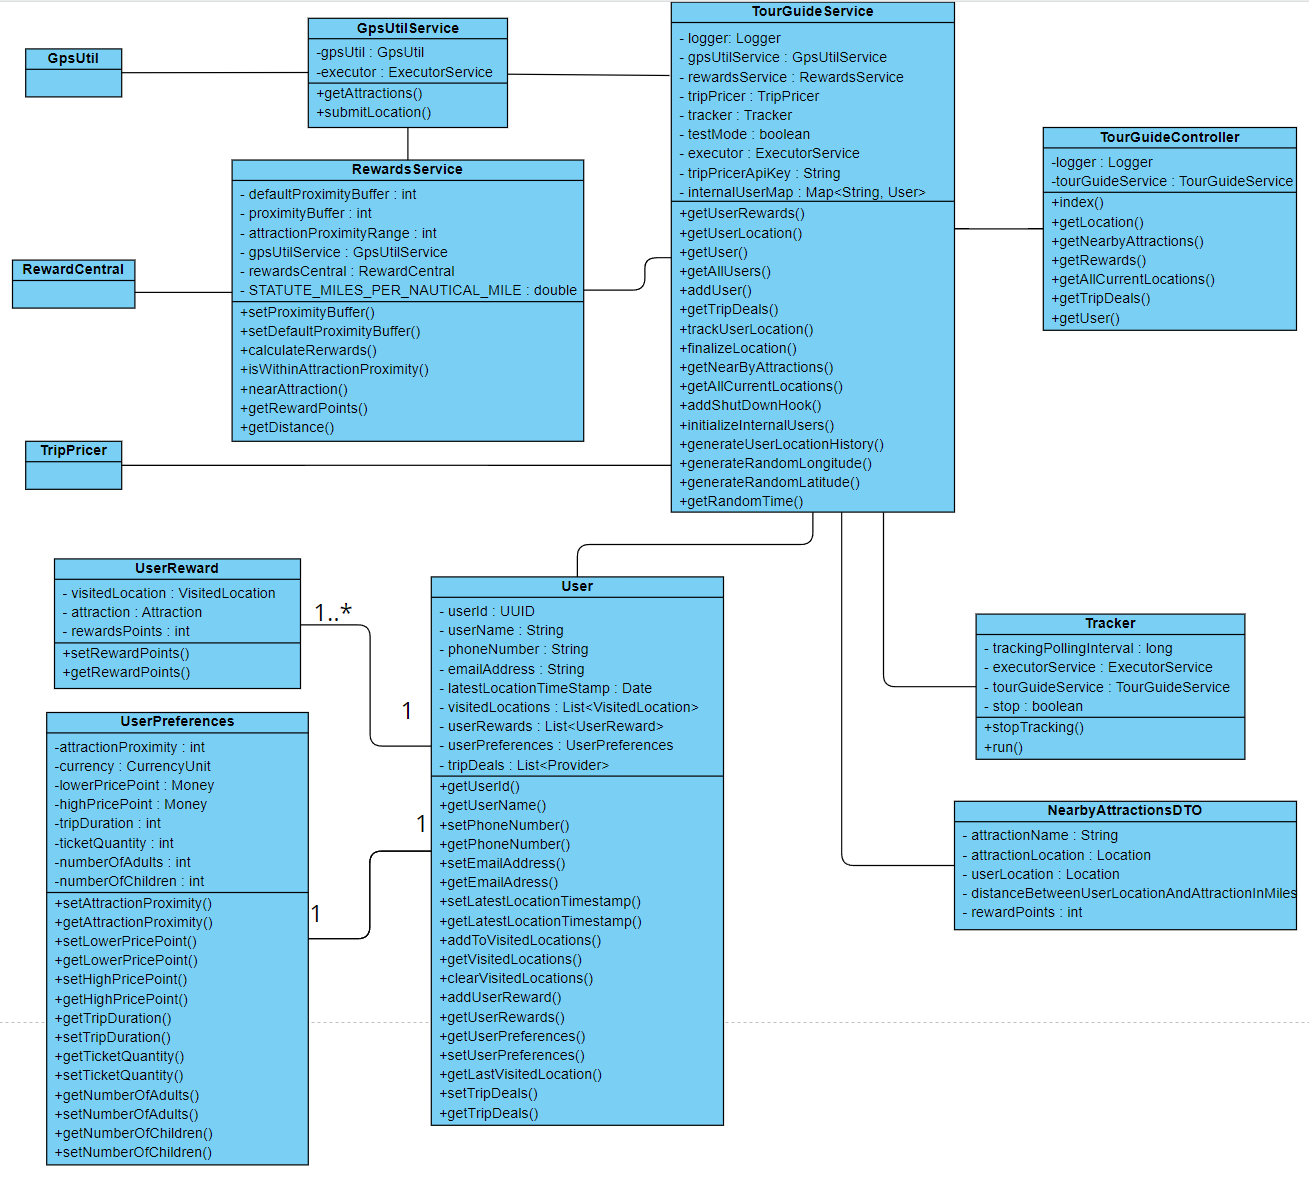 GpsUtil
GpsUtilService
-gpsUtil : GpsUtil
-executor : ExecutorService
+getAttractions()
+submitLocation()
TourGuideService
- logger: Logger
- gpsUtilService : GpsUtilService
- rewardsService : RewardsService
- tripPricer : TripPricer
- tracker : Tracker
- testMode : boolean
- executor : ExecutorService
- tripPricerApiKey : String
- internalUserMap : Map<String, User>
+getUserRewards()
+getUserLocation()
+getUser()
+getAllUsers()
+addUser()
+getTripDeals()
+trackUserLocation()
+finalizeLocation()
+getNearByAttractions()
+getAllCurrentLocations()
+addShutDownHook()
+initializeInternalUsers()
+generateUserLocationHistory()
+generateRandomLongitude()
+generateRandomLatitude()
+getRandomTime()
TourGuideController
-logger : Logger
-tourGuideService : TourGuideService
+index()
+getLocation()
+getNearbyAttractions()
+getRewards()
+getAllCurrentLocations()
+getTripDeals()
+getUser()
RewardsService
- defaultProximityBuffer : int
- proximityBuffer : int
- attractionProximityRange : int
- gpsUtilService : GpsUtilService
- rewardsCentral : RewardCentral
- STATUTE_MILES_PER_NAUTICAL_MILE : double
+setProximityBuffer()
+setDefaultProximityBuffer()
+calculateRerwards()
+isWithinAttractionProximity()
+nearAttraction()
+getRewardPoints()
+getDistance()
RewardCentral
TripPricer
UserReward
- visitedLocation : VisitedLocation
- attraction : Attraction
- rewardsPoints : int
+setRewardPoints()
+getRewardPoints()
1..*
1
User
- userId : UUID
- userName : String
- phoneNumber : String
- emailAddress : String
- latestLocationTimeStamp : Date
- visitedLocations : List<VisitedLocation>
- userRewards : List<UserReward>
- userPreferences : UserPreferences
- tripDeals : List<Provider>
+getUserId()
+getUserName()
+setPhoneNumber()
+getPhoneNumber()
+setEmailAddress()
+getEmailAdress()
+setLatestLocationTimestamp()
+getLatestLocationTimestamp()
+addToVisitedLocations()
+getVisitedLocations()
+clearVisitedLocations()
+addUserReward()
+getUserRewards()
+getUserPreferences()
+setUserPreferences()
+getLastVisitedLocation()
+setTripDeals()
+getTripDeals()
UserPreferences
-attractionProximity : int
-currency : CurrencyUnit
-lowerPricePoint : Money
-highPricePoint : Money
-tripDuration : int
-ticketQuantity : int
-numberOfAdults : int
-numberOfChildren : int
+setAttractionProximity()
+getAttractionProximity()
+setLowerPricePoint()
+getLowerPricePoint()
+setHighPricePoint()
+getHighPricePoint()
+getTripDuration()
+setTripDuration()
+getTicketQuantity()
+setTicketQuantity()
+getNumberOfAdults()
+setNumberOfAdults()
+getNumberOfChildren()
+setNumberOfChildren()
1
1
Tracker
- trackingPollingInterval : long
- executorService : ExecutorService
- tourGuideService : TourGuideService
- stop : boolean
+stopTracking()
+run()
NearbyAttractionsDTO
- attractionName : String
- attractionLocation : Location
- userLocation : Location
- distanceBetweenUserLocationAndAttractionInMiles
- rewardPoints : int